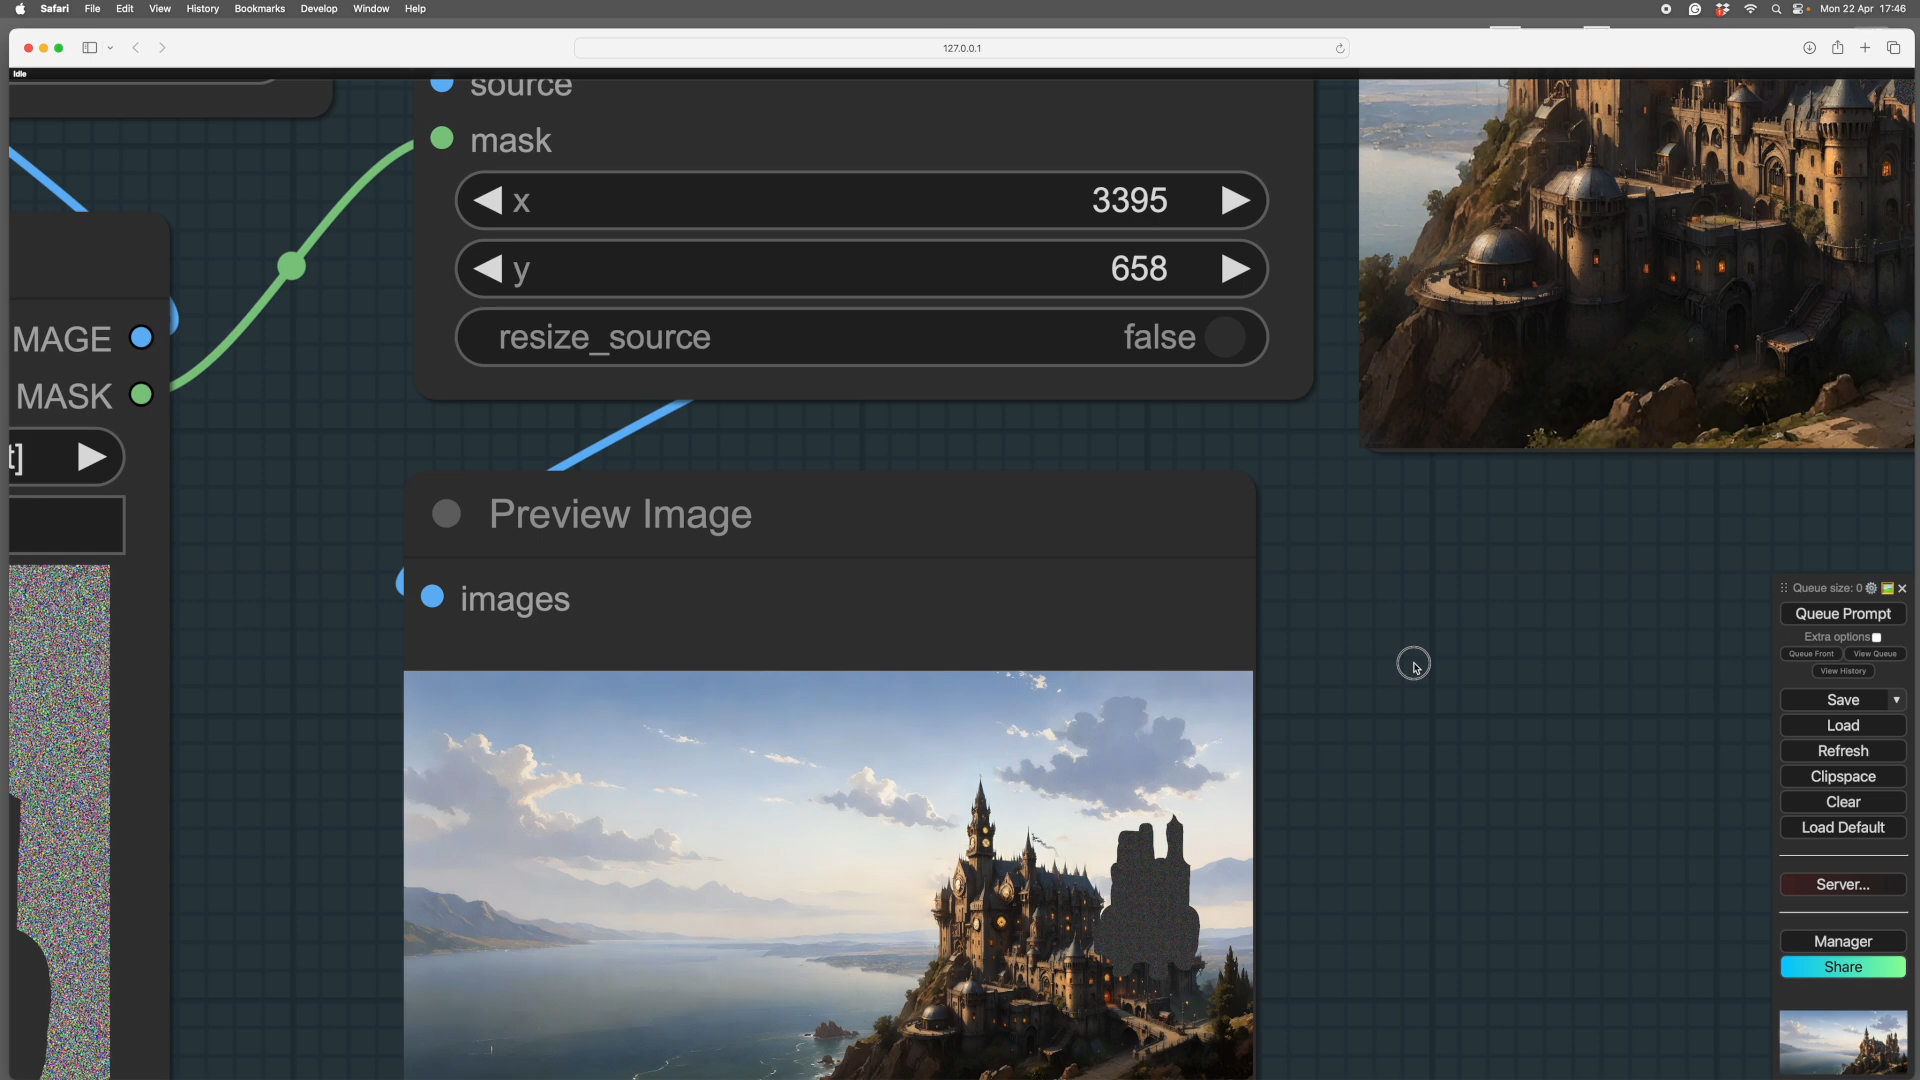 Safari File Edit View History Bookmarks Develop Window Help
Mon 22 Apr 17:46
127.0.0.1
Idle
source
mask
x 3395
y 658
resize_source false
MAGE
MASK
t]
Preview Image
images
Queue size: 0
Queue Prompt
Extra options
Queue Front View Queue
View History
Save
Load
Refresh
Clipspace
Clear
Load Default
Server...
Manager
Share